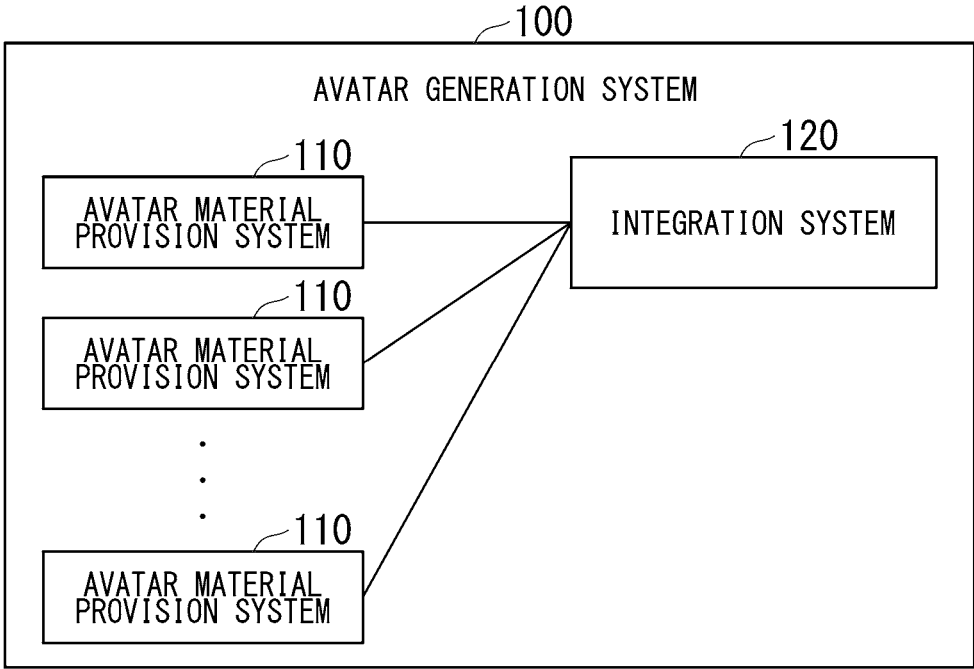 100
AVATAR GENERATION SYSTEM
110
AVATAR MATERIAL
PROVISION SYSTEM
120
INTEGRATION SYSTEM
110
AVATAR MATERIAL
PROVISION SYSTEM
110
AVATAR MATERIAL
PROVISION SYSTEM